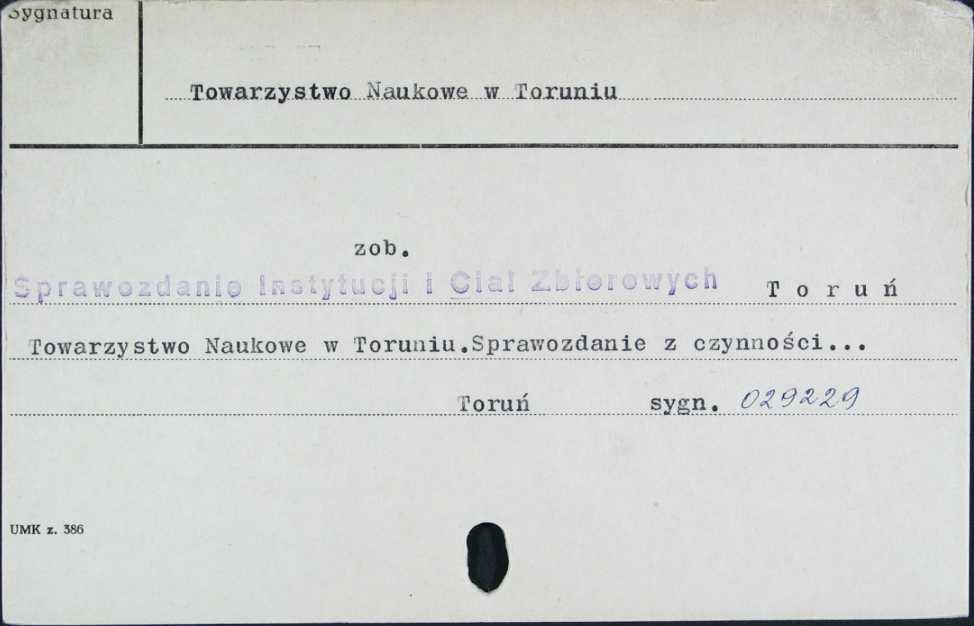 Sygnatura
Towarzystwo Naukowe w Toruniu
zob.
Sprawozdanie Instytucji i Ciał Zbiorowych T o r u ń
Towarzystwo Naukowe w Toruniu.Sprawozdanie z czynności...
Toruń sygn. 029229
UMK z. 386